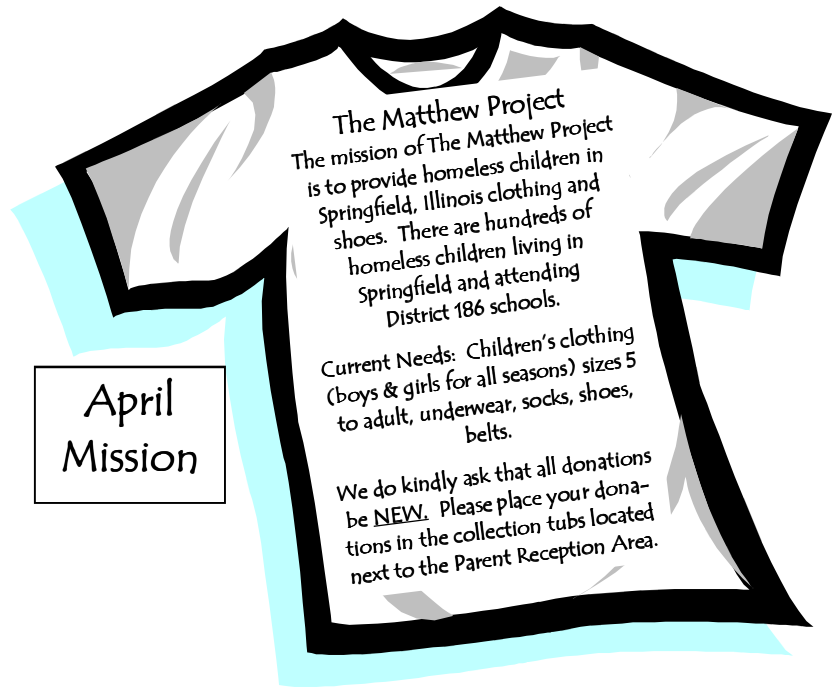 The Matthew Project
The mission of The Matthew Project
is to provide homeless children in
Springfield, Illinois clothing and
shoes.  There are hundreds of
homeless children living in
Springfield and attending
District 186 schools.
Current Needs:  Children's clothing
(boys & girls for all seasons) sizes 5
to adult, underwear, socks, shoes,
belts.
We do kindly ask that all donations
be NEW.  Please place your dona-
tions in the collection tubs located
next to the Parent Reception Area.
April
Mission